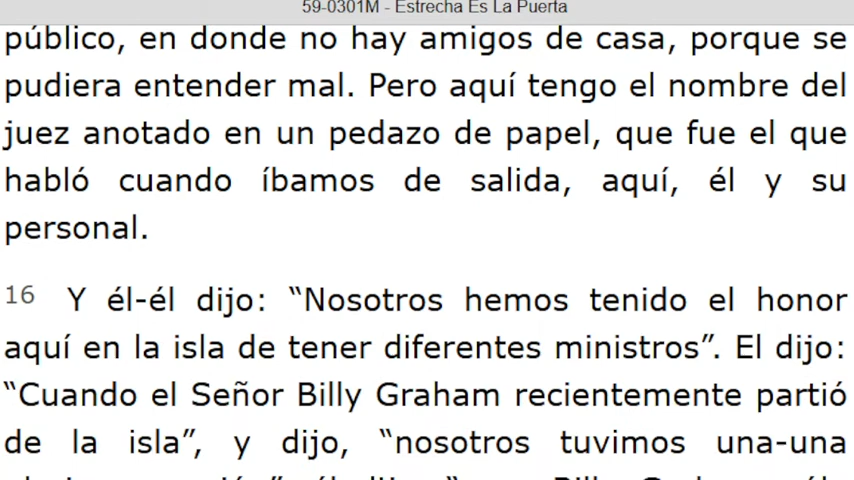 59-0301M - Estrecha Es La Puerta
público, en donde no hay amigos de casa, porque se
pudiera entender mal. Pero aquí tengo el nombre del
juez anotado en un pedazo de papel, que fue el que
habló cuando íbamos de salida, aquí, él y su
personal.
16 Y él-él dijo: “Nosotros hemos tenido el honor
aquí en la isla de tener diferentes ministros”. El dijo:
“Cuando el Señor Billy Graham recientemente partió
de la isla”, y dijo, “nosotros tuvimos una-una